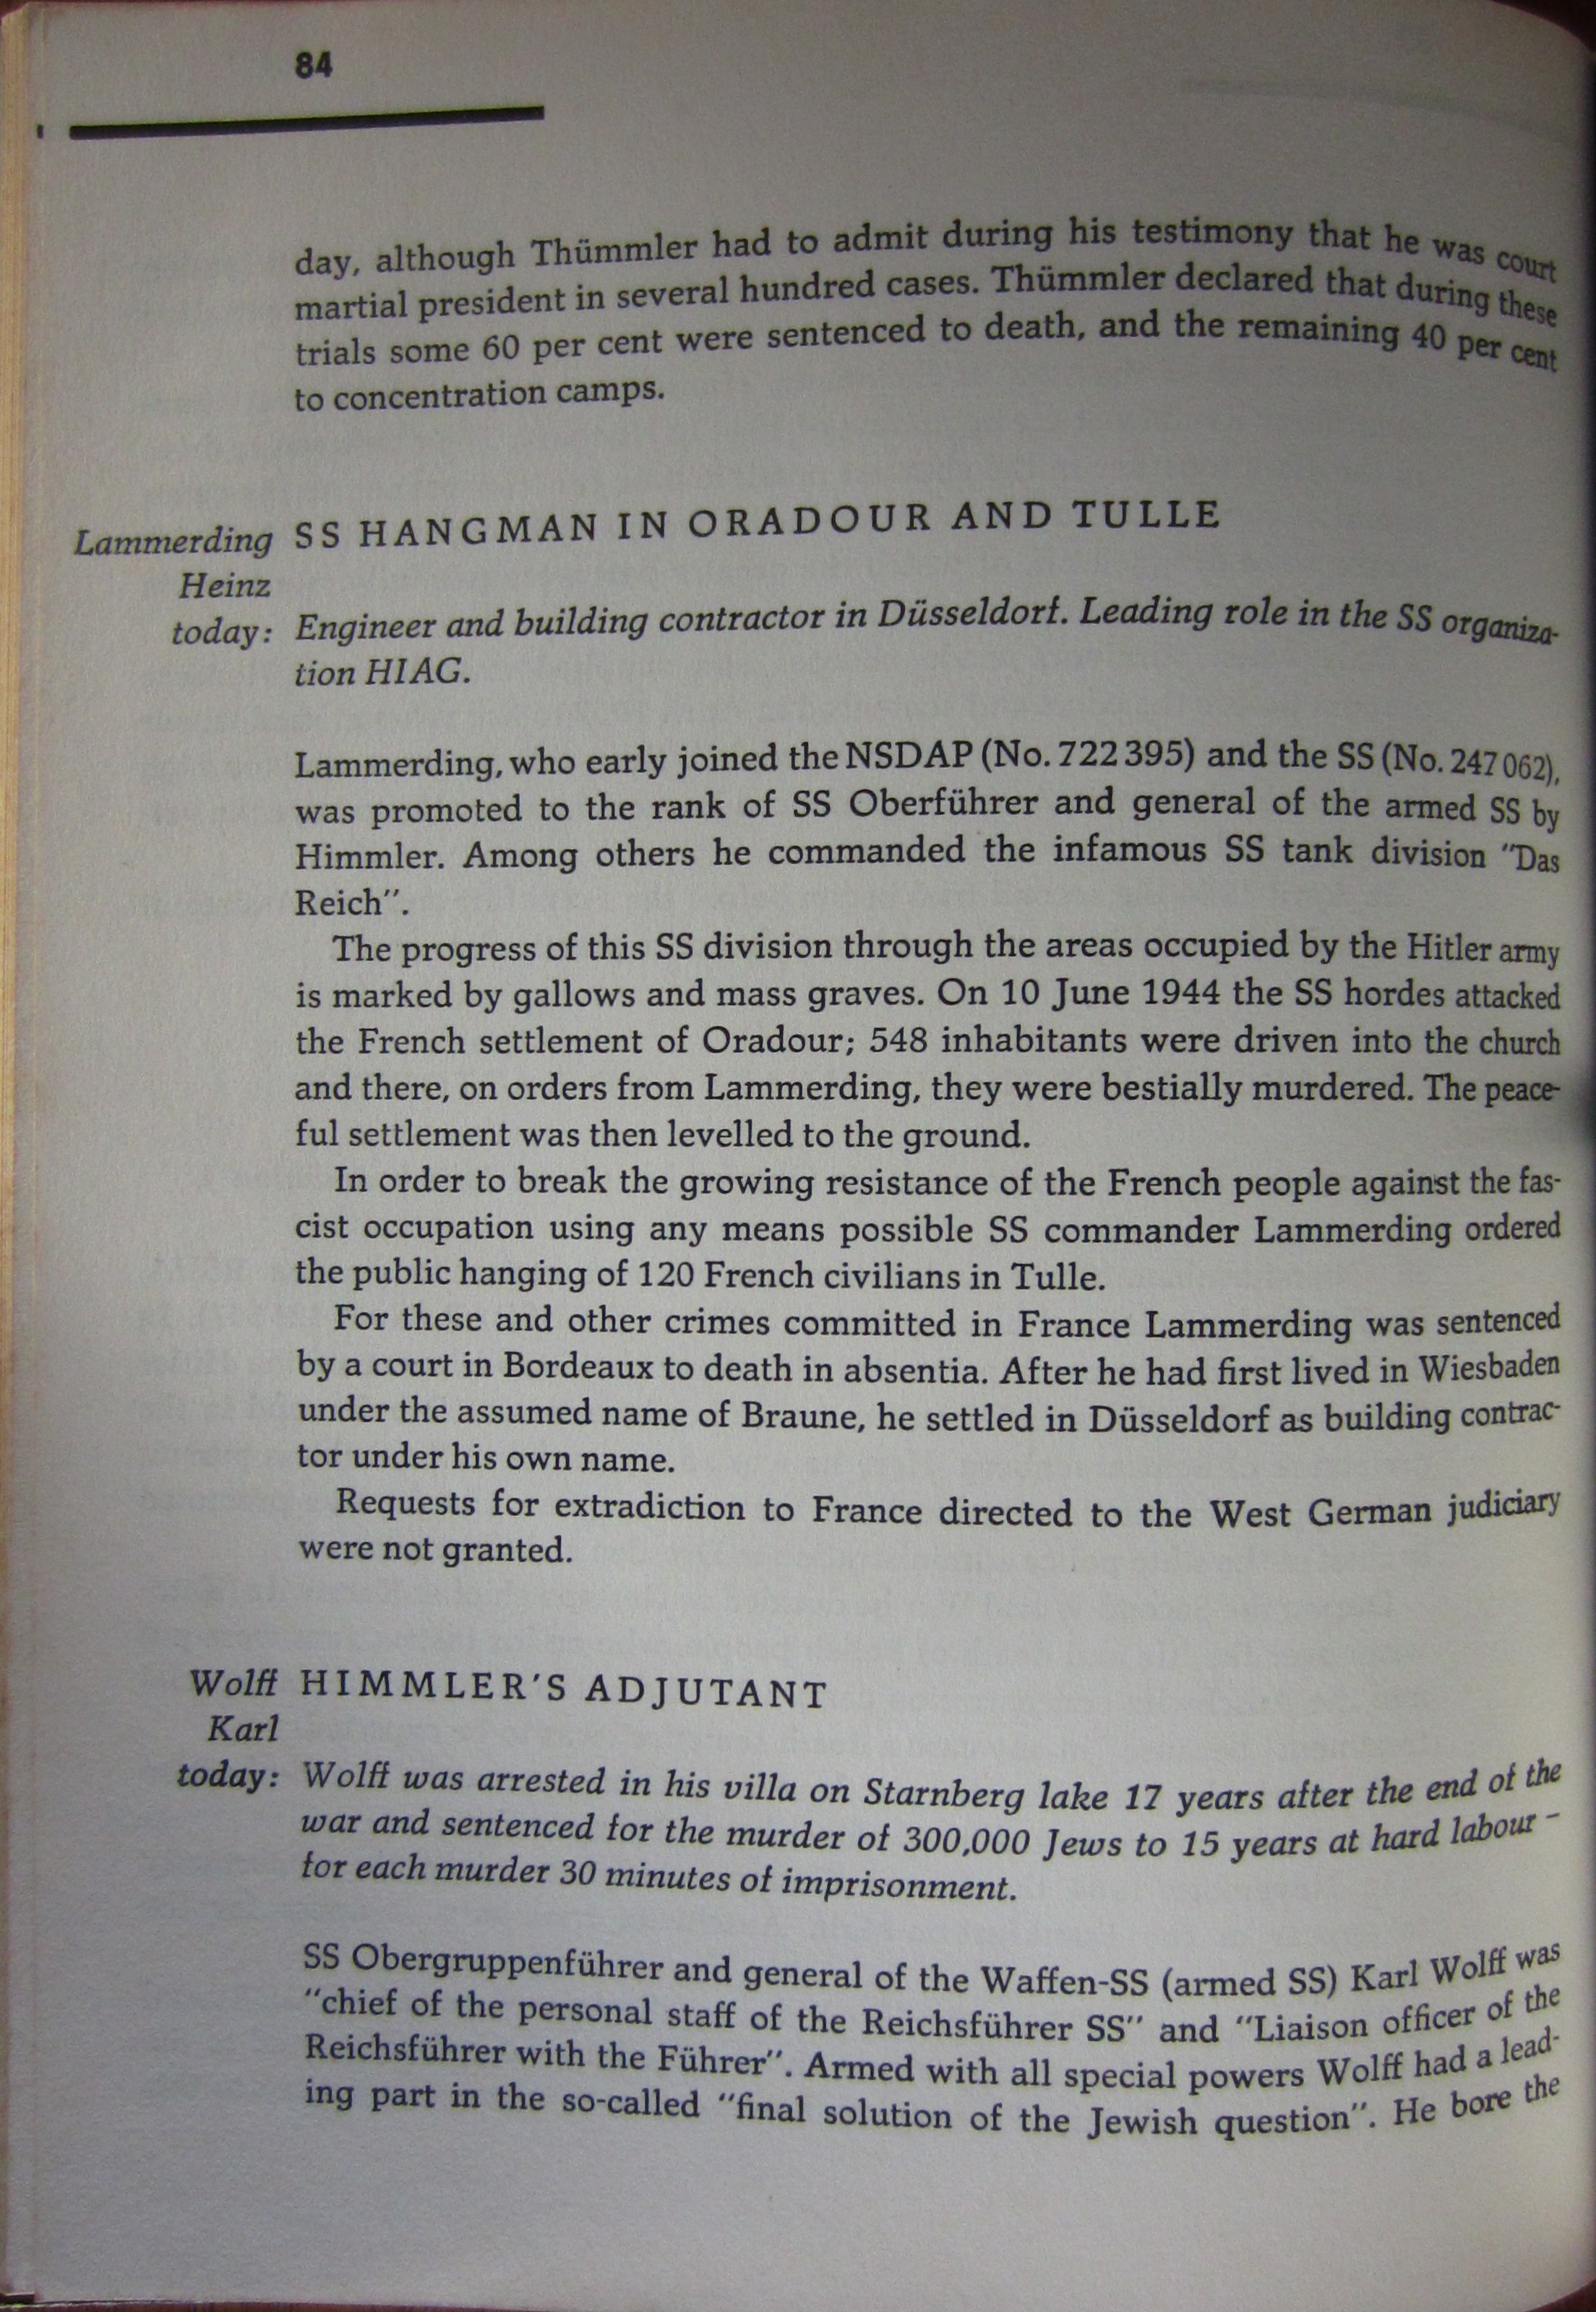 84
day, although Thümmler had to admit during his testimony that he was court
martial president in several hundred cases. Thümmler declared that during these
trials some 60 per cent were sentenced to death, and the remaining 40 per cent
to concentration camps.
Lammerding SS HANGMAN IN ORADOUR AND TULLE
Heinz
today: Engineer and building contractor in Düsseldorf. Leading role in the SS organiza-
tion HIAG.
Lammerding, who early joined the NSDAP (No. 722 395) and the SS (No. 247 062),
was promoted to the rank of SS Oberführer and general of the armed SS by
Himmler. Among others he commanded the infamous SS tank division "Das
Reich".
The progress of this SS division through the areas occupied by the Hitler army
is marked by gallows and mass graves. On 10 June 1944 the SS hordes attacked
the French settlement of Oradour; 548 inhabitants were driven into the church
and there, on orders from Lammerding, they were bestially murdered. The peace-
ful settlement was then levelled to the ground.
In order to break the growing resistance of the French people against the fas-
cist occupation using any means possible SS commander Lammerding ordered
the public hanging of 120 French civilians in Tulle.
For these and other crimes committed in France Lammerding was sentenced
by a court in Bordeaux to death in absentia. After he had first lived in Wiesbaden
under the assumed name of Braune, he settled in Düsseldorf as building contrac-
tor under his own name.
Requests for extradiction to France directed to the West German judiciary
were not granted.
Wolff HIMMLER'S ADJUTANT
Karl
today: Wolff was arrested in his villa on Starnberg lake 17 years after the end of the
war and sentenced for the murder of 300,000 Jews to 15 years at hard labour –
for each murder 30 minutes of imprisonment.
SS Obergruppenführer and general of the Waffen-SS (armed SS) Karl Wolff was
"chief of the personal staff of the Reichsführer SS" and "Liaison officer of the
Reichsführer with the Führer". Armed with all special powers Wolff had a lead-
ing part in the so-called "final solution of the Jewish question". He bore the